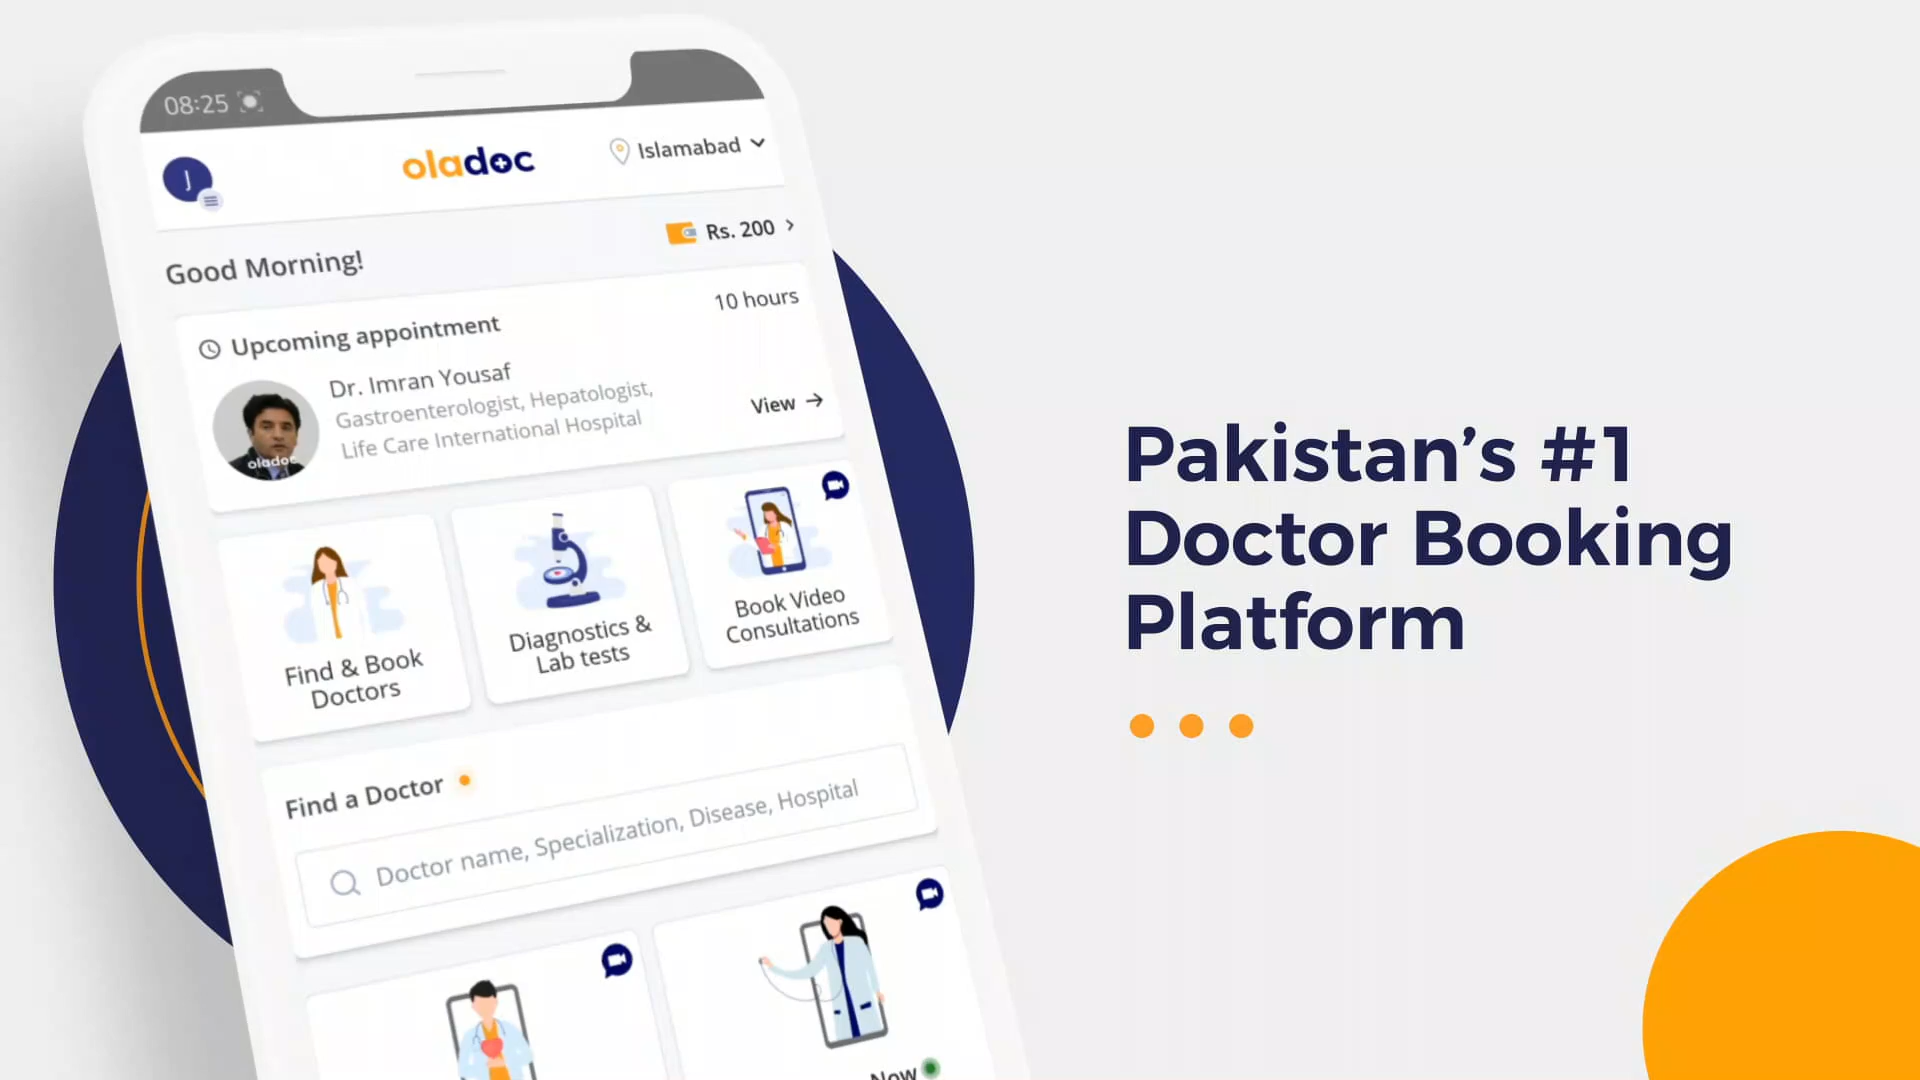 08:25
J
oladoc
Islamabad
Rs. 200
Good Morning!
Upcoming appointment
10 hours
Dr. Imran Yousaf
Gastroenterologist, Hepatologist,
Life Care International Hospital
View
oladoc
Find & Book
Doctors
Diagnostics &
Lab tests
Book Video
Consultations
Find a Doctor
Doctor name, Specialization, Disease, Hospital
Now
Pakistan’s #1
Doctor Booking
Platform